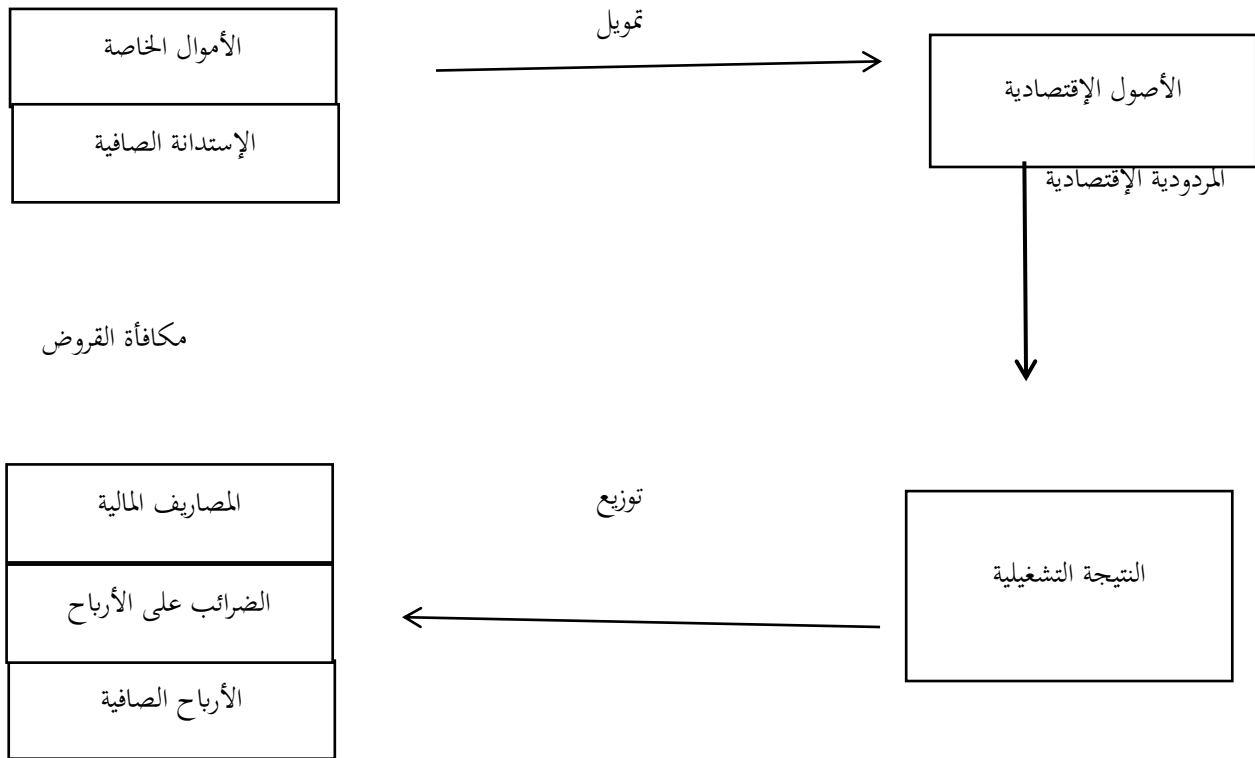 تمويل
الأموال الخاصة
الأصول الإقتصادية
الإستدانة الصافية
المردودية الإقتصادية
مكافأة القروض
المصاريف المالية
توزيع
النتيجة التشغيلية
الضرائب على الأرباح
الأرباح الصافية